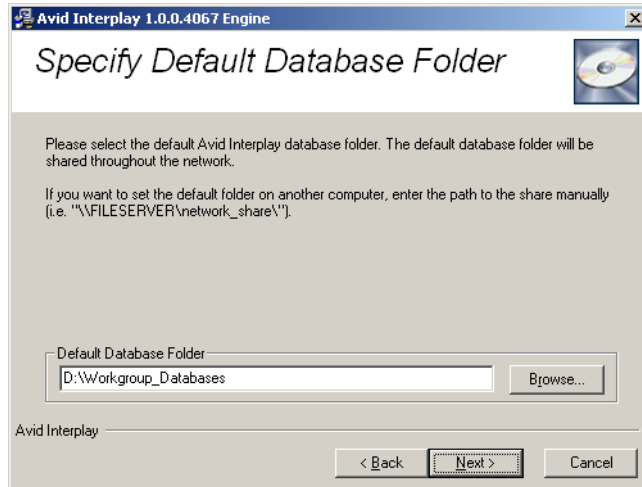 Avid Interplay 1.0.0.4067 Engine
Specify Default Database Folder
Please select the default Avid Interplay database folder. The default database folder will be
shared throughout the network.
If you want to set the default folder on another computer, enter the path to the share manually
(i.e. "\\FILESERVER\network_share\").
Default Database Folder
D:\Workgroup_Databases
Browse...
Avid Interplay
< Back
Next >
Cancel